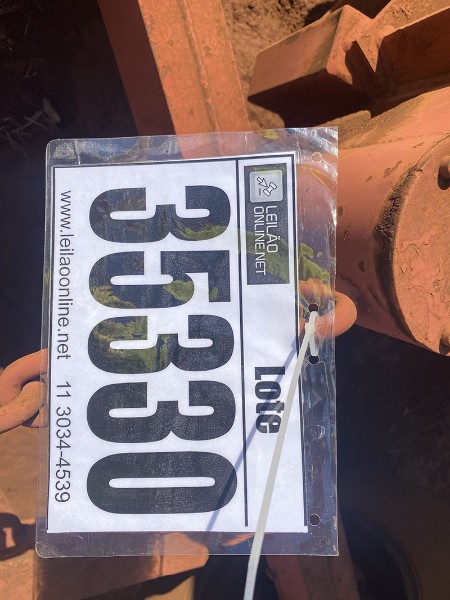 LEILÃO
ONLINE.NET
Lote
35330
www.leilaoonline.net 11 3034-4539